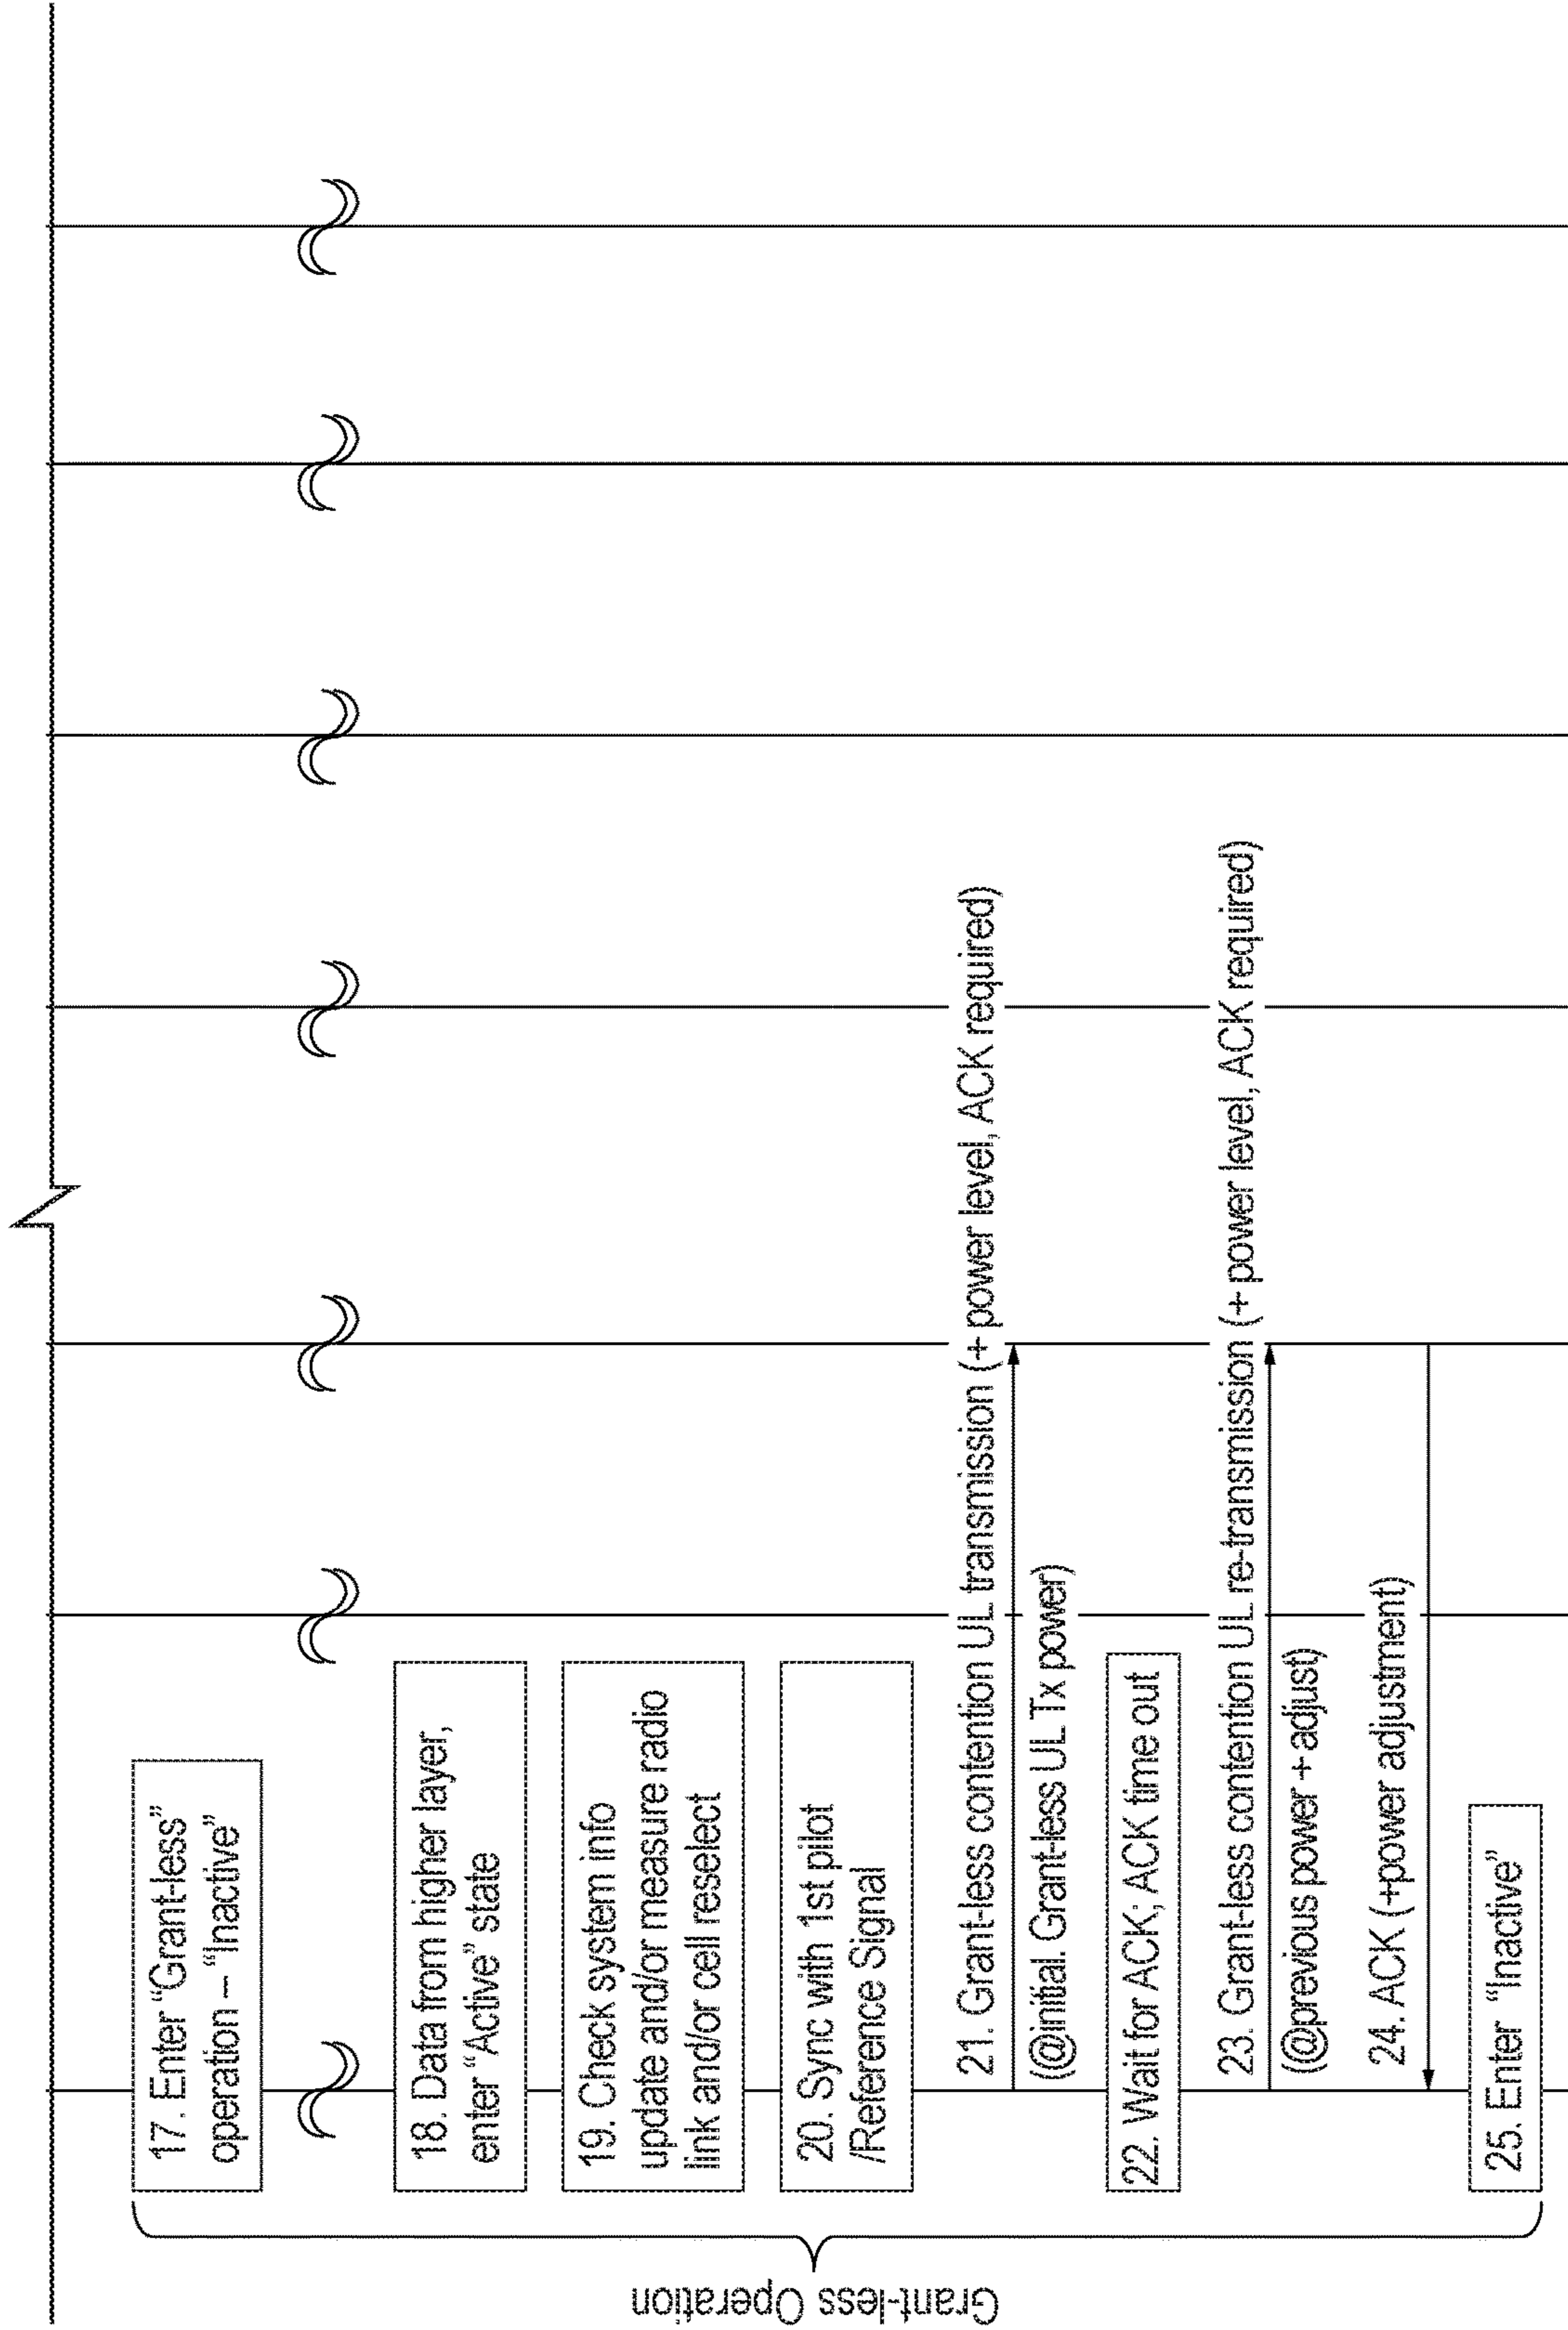 Grant-less Operation
17. Enter “Grant-less”
operation – “Inactive”
18. Data from higher layer,
enter “Active” state
19. Check system info
update and/or measure radio
link and/or cell reselect
20. Sync with 1st pilot
/Reference Signal
21. Grant-less contention UL transmission (+ power level, ACK required)
(@initial. Grant-less UL Tx power)
22. Wait for ACK; ACK time out
23. Grant-less contention UL re-transmission (+ power level, ACK required)
(@previous power +adjust)
24. ACK (+power adjustment)
25. Enter “Inactive”